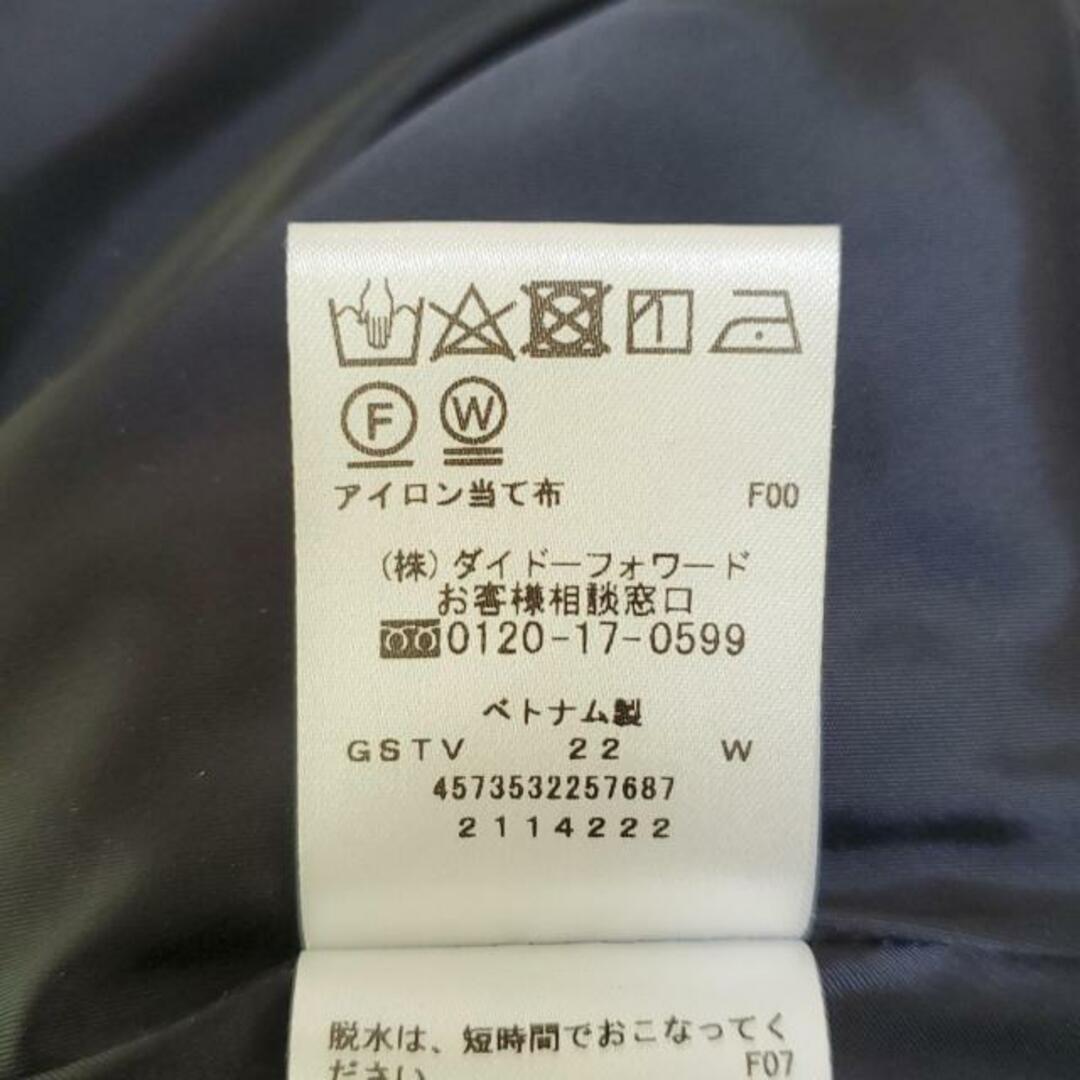 F W
アイロン当て布 F00
(株)ダイドーフォワード
お客様相談窓口
0120-17-0599
ベトナム製
GSTV 22 W
4573532257687
2114222
脱水は、短時間でおこなってく
ださい F07